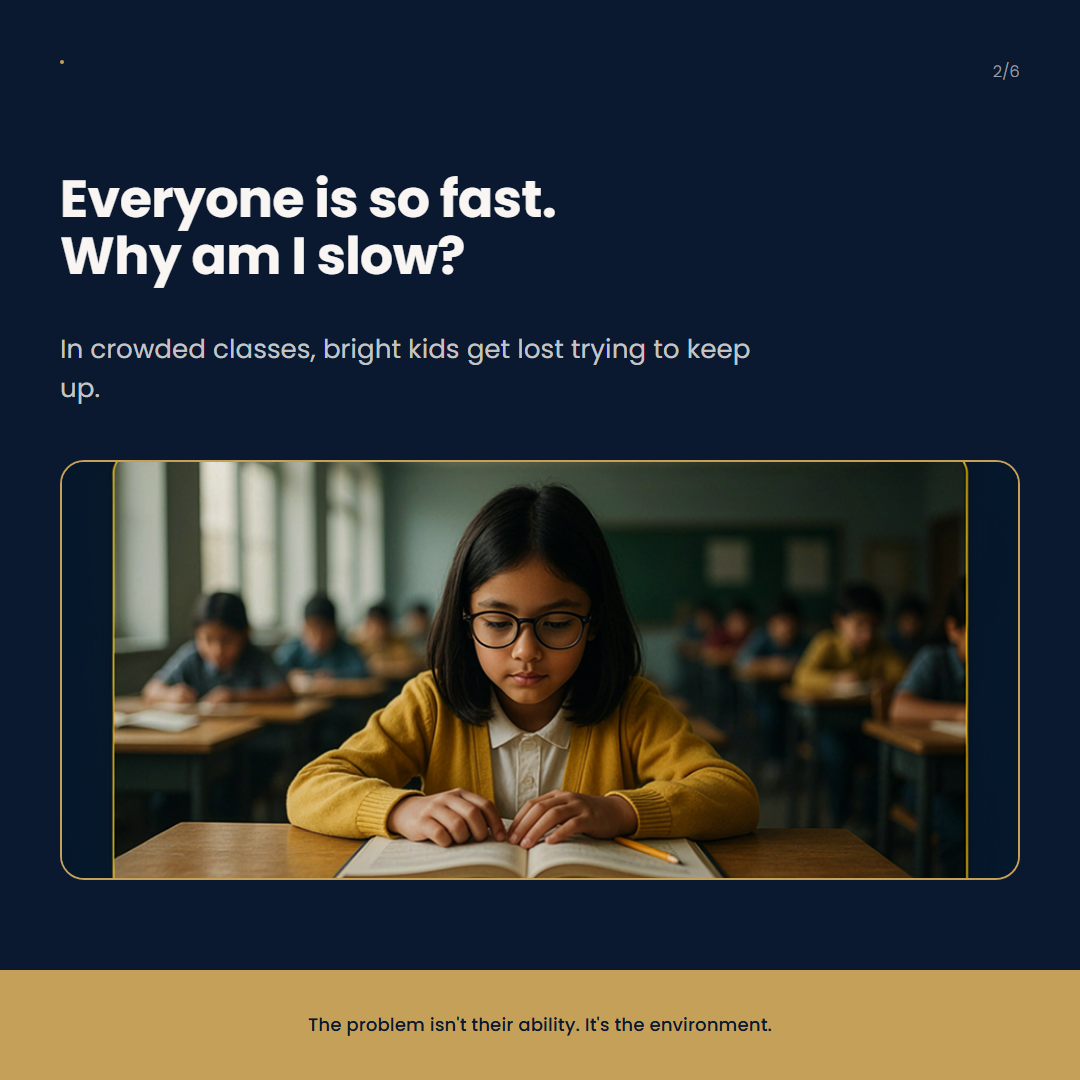 2/6
Everyone is so fast.
Why am I slow?
In crowded classes, bright kids get lost trying to keep
up.
The problem isn't their ability. It's the environment.